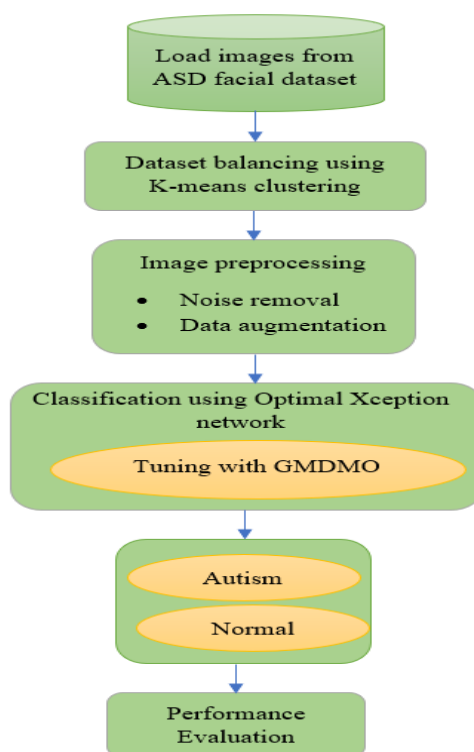 Load images from
ASD facial dataset
Dataset balancing using
K-means clustering
Image preprocessing
• Noise removal
• Data augmentation
Classification using Optimal Xception
network
Tuning with GMDMO
Autism
Normal
Performance
Evaluation